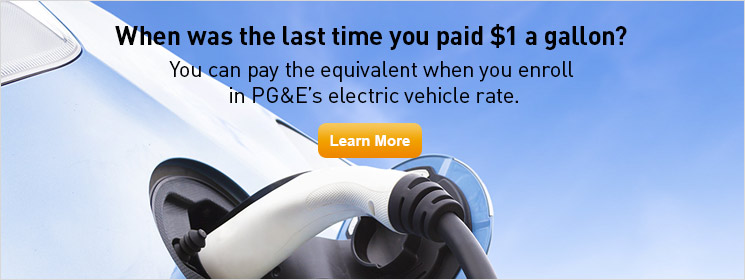 When was the last time you paid $1 a gallon?
You can pay the equivalent when you enroll
in PG&E's electric vehicle rate.
Learn More